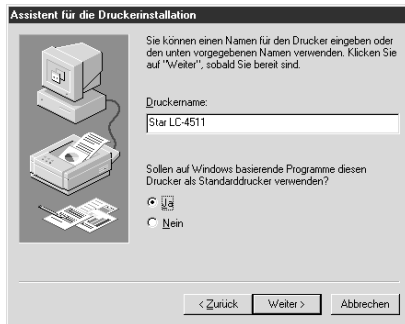 Assistent für die Druckerinstallation
Sie können einen Namen für den Drucker eingeben oder
den unten vorgegebenen Namen verwenden. Klicken Sie
auf "Weiter", sobald Sie bereit sind.
Druckername:
Star LC-4511
Sollen auf Windows basierende Programme diesen
Drucker als Standarddrucker verwenden?
Ja
Nein
< Zurück
Weiter >
Abbrechen